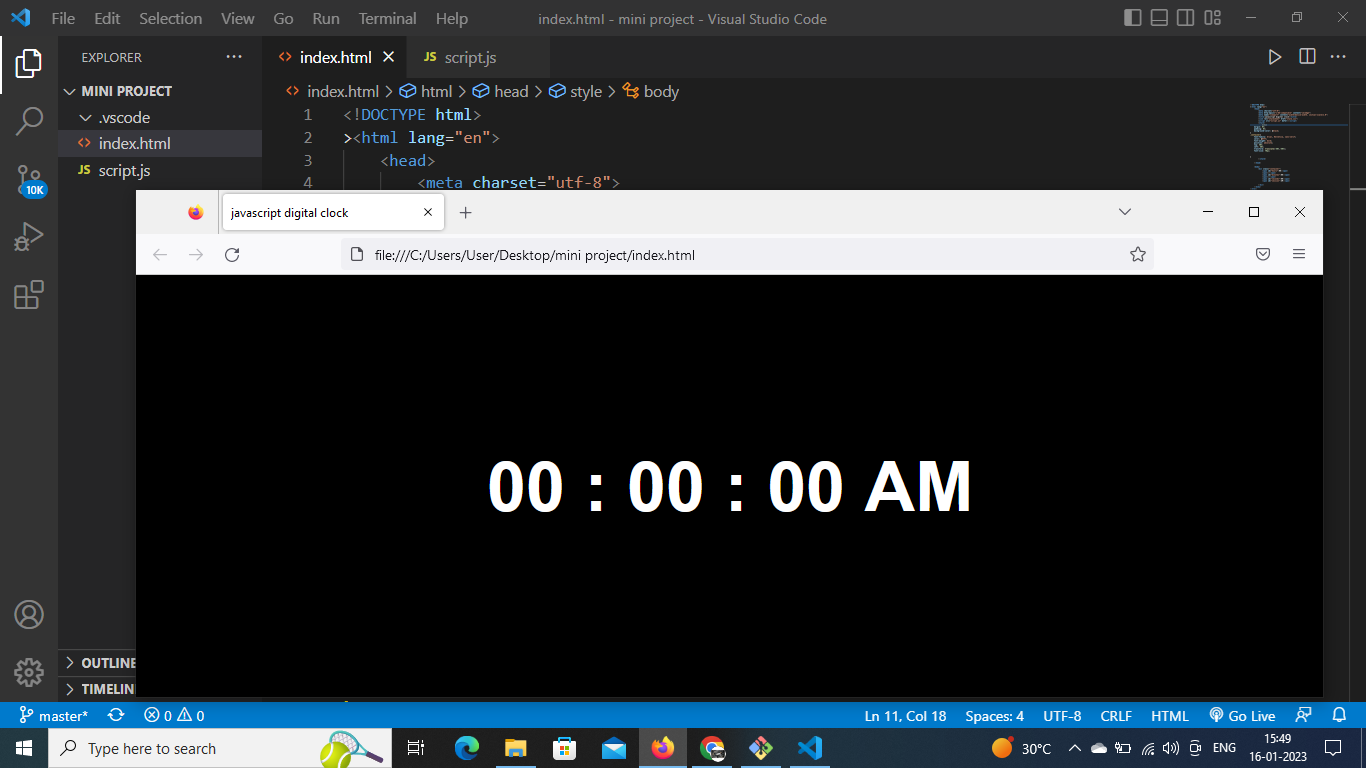 File Edit Selection View Go Run Terminal Help index.html - mini project - Visual Studio Code
EXPLORER
index.html
JS script.js
MINI PROJECT
.vscode
index.html
JS script.js
index.html > html > head > style > body
1 <!DOCTYPE html>
2 ><html lang="en">
3 <head>
4 <meta charset="utf-8">
10K
javascript digital clock
file:///C:/Users/User/Desktop/mini project/index.html
00 : 00 : 00 AM
OUTLINE
TIMELIN
master* 0 0 Ln 11, Col 18 Spaces: 4 UTF-8 CRLF HTML Go Live
Type here to search
30°C ENG 15:49
16-01-2023